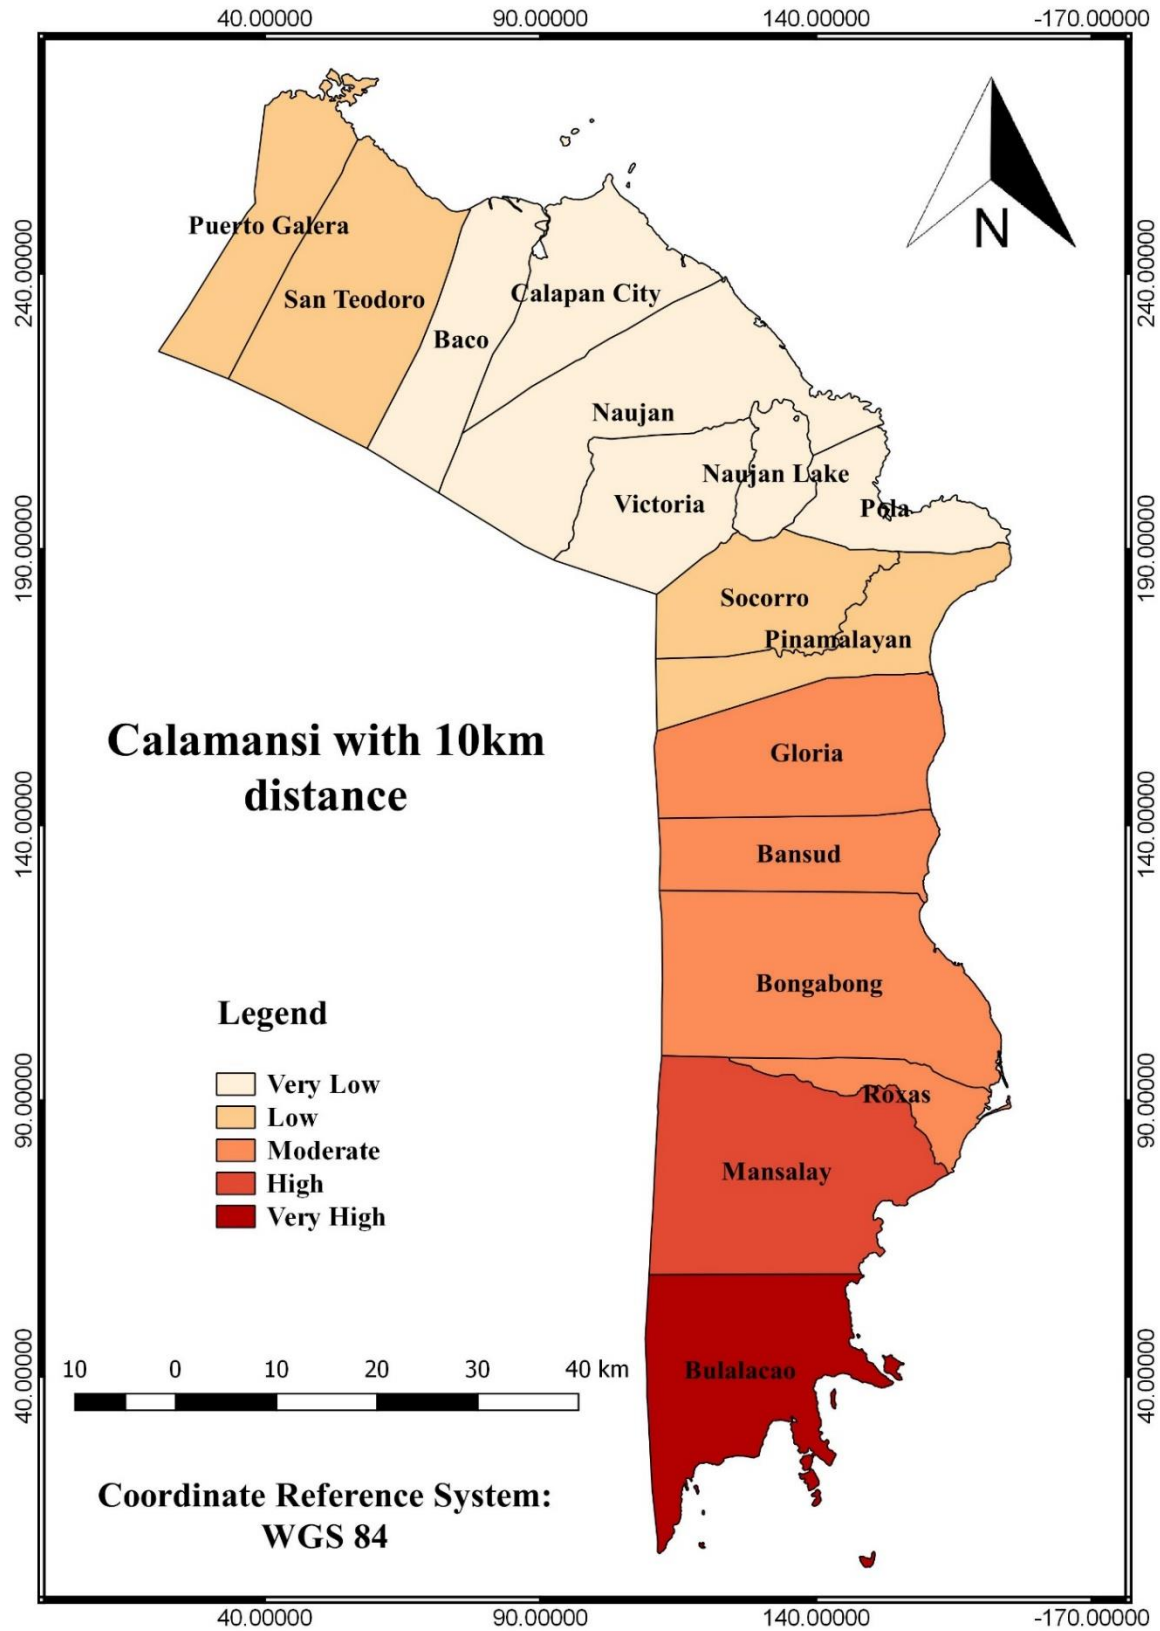 40.00000 90.00000 140.00000 -170.00000
N
240.00000 240.00000
Puerto Galera
San Teodoro
Calapan City
Baco
Naujan
Naujan Lake
Victoria
Pola
190.00000 190.00000
Socorro
Pinamalayan
Calamansi with 10km
distance
Gloria
140.00000 140.00000
Bansud
Bongabong
Legend
Very Low
Low
Moderate
High
Very High
90.00000 90.00000
Roxas
Mansalay
10 0 10 20 30 40 km
Bulalacao
40.00000 40.00000
Coordinate Reference System:
WGS 84
40.00000 90.00000 140.00000 -170.00000